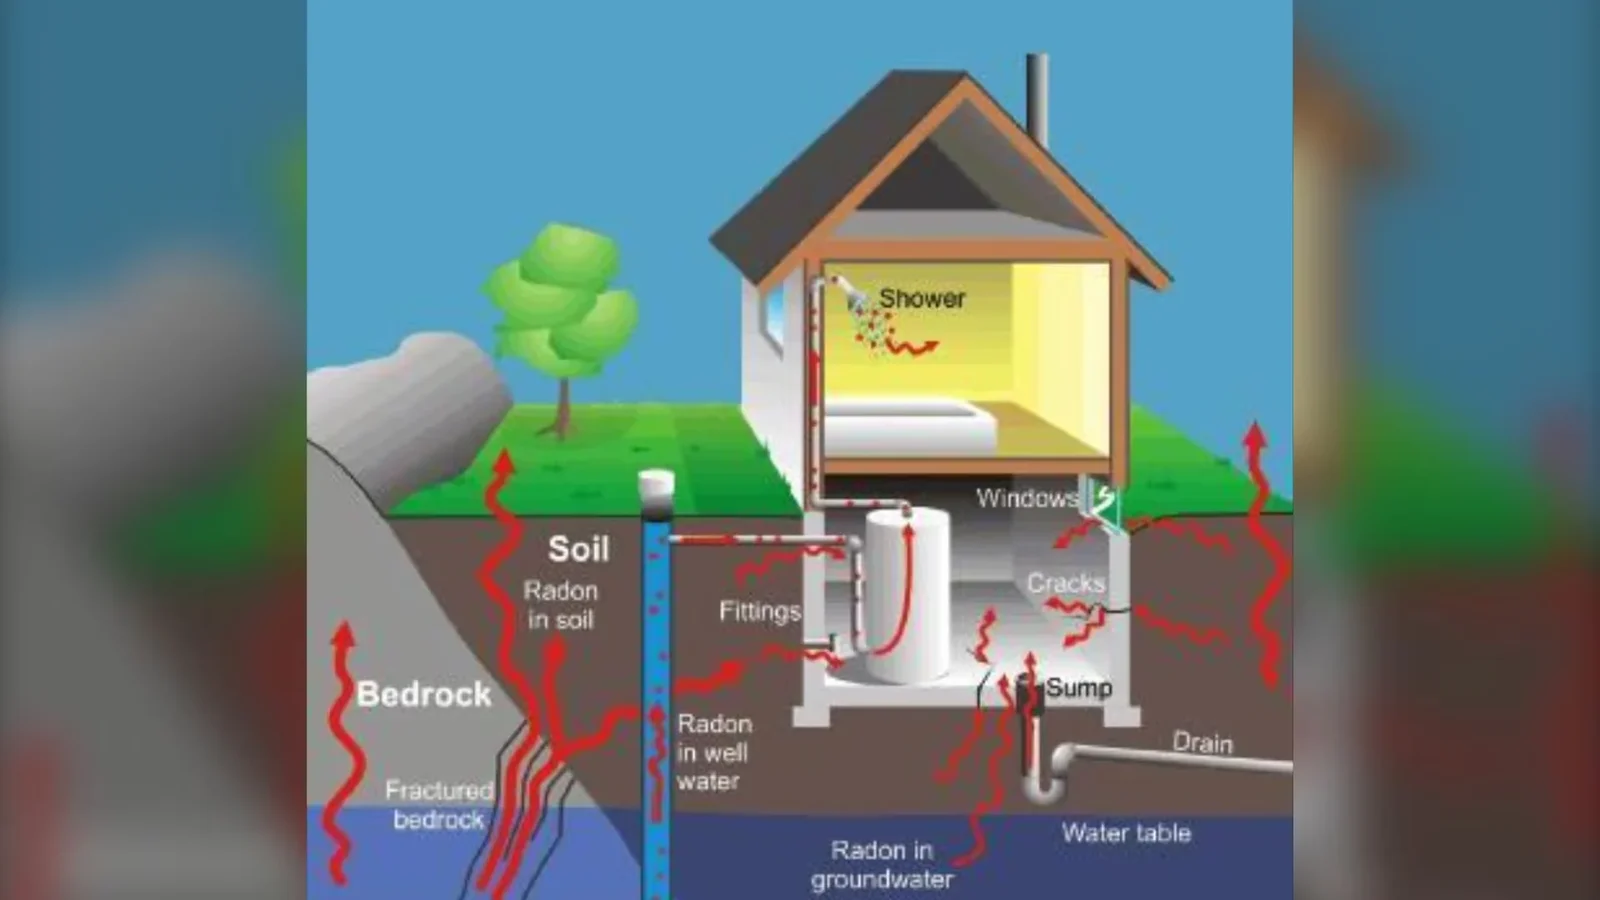 Shower
Windows
Soil
Radon
in soil
Cracks
Fittings
Bedrock
Sump
Radon
in well
water
Drain
Fractured
bedrock
Water table
Radon in
groundwater